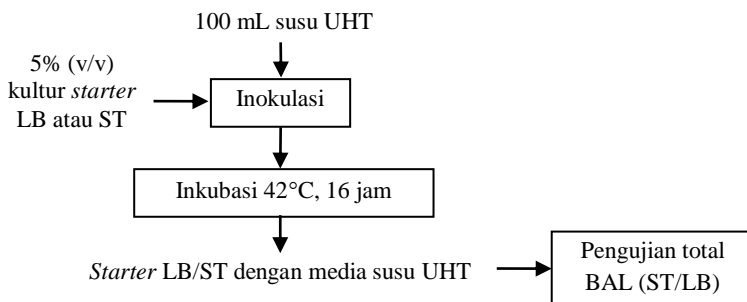 100 mL susu UHT
5% (v/v)
kultur starter
LB atau ST
Inokulasi
Inkubasi 42°C, 16 jam
Starter LB/ST dengan media susu UHT
Pengujian total
BAL (ST/LB)